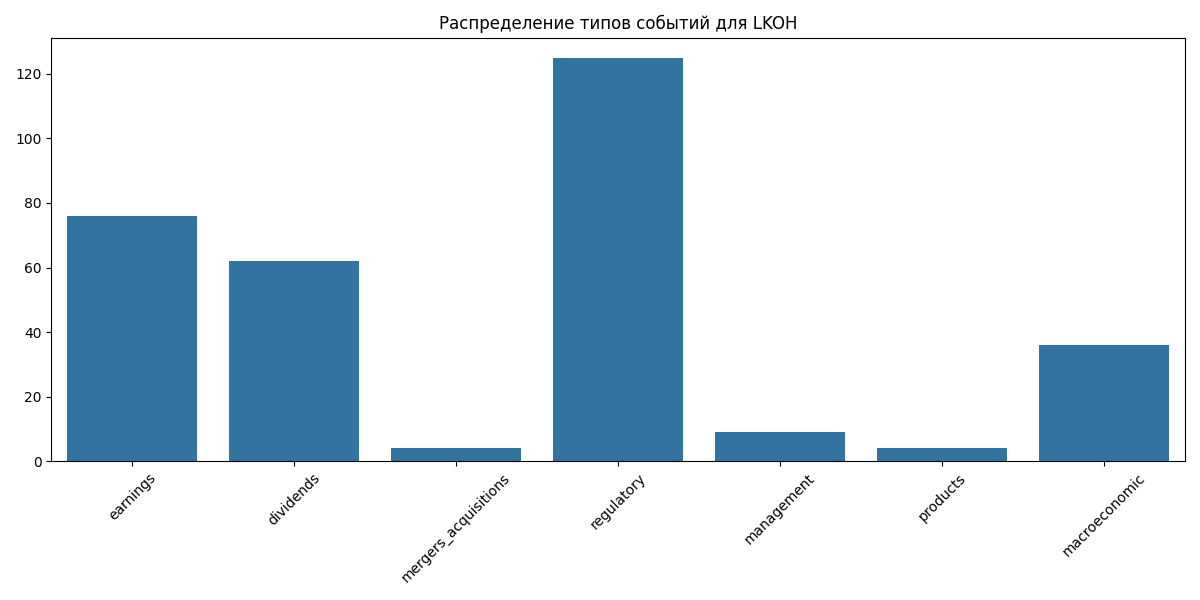 Распределение типов событий для LKOH
120
100
80
60
40
20
0
earnings
dividends
mergers_acquisitions
regulatory
management
products
macroeconomic